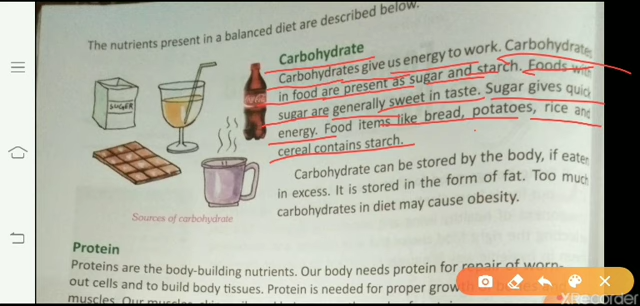 The nutrients present in a balanced diet are described below.
Carbohydrate
Carbohydrates give us energy to work. Carbohydrates
in food are present as sugar and starch. Foods with
sugar are generally sweet in taste. Sugar gives quick
energy. Food items like bread, potatoes, rice and
cereal contains starch.
SUGAR
Carbohydrate can be stored by the body, if eaten
in excess. It is stored in the form of fat. Too much
carbohydrates in diet may cause obesity.
Sources of carbohydrate
Protein
Proteins are the body-building nutrients. Our body needs protein for repair of worn-
out cells and to build body tissues. Protein is needed for proper growth
muscles. Our muscles
XRecorder